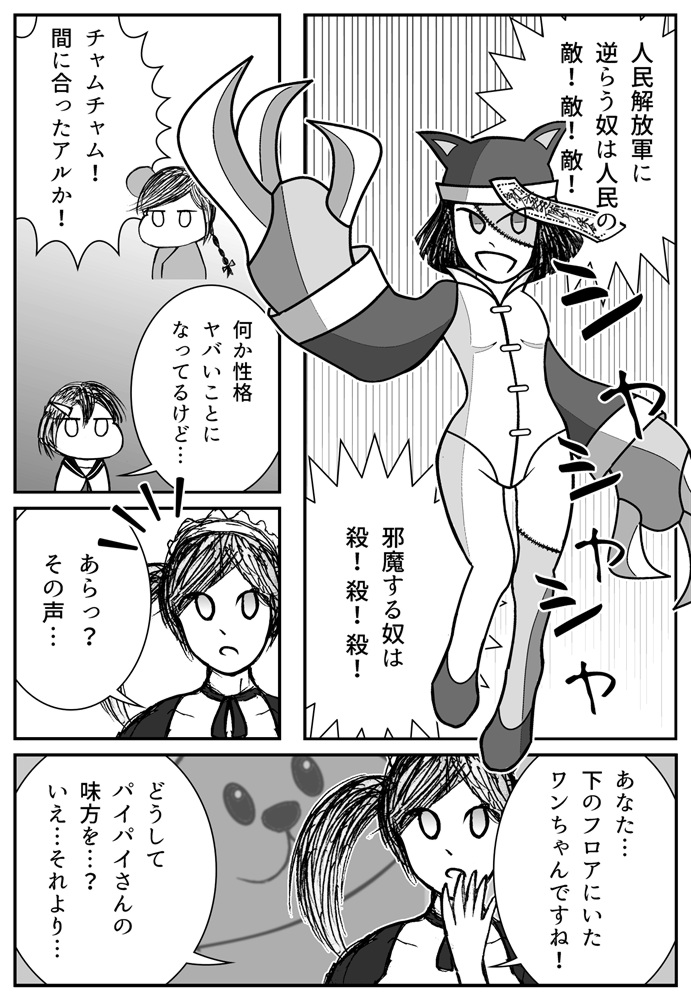 人民解放軍に
逆らう奴は人民の
敵！敵！敵！
シャシャシャ
邪魔する奴は
殺！殺！殺！
チャムチャム！
間に合ったアルか！
何か性格
ヤバいことに
なってるけど…
あらっ？
その声…
あなた…
下のフロアにいた
ワンちゃんですね！
どうして
パイパイさんの
味方を…？
いえ…それより…